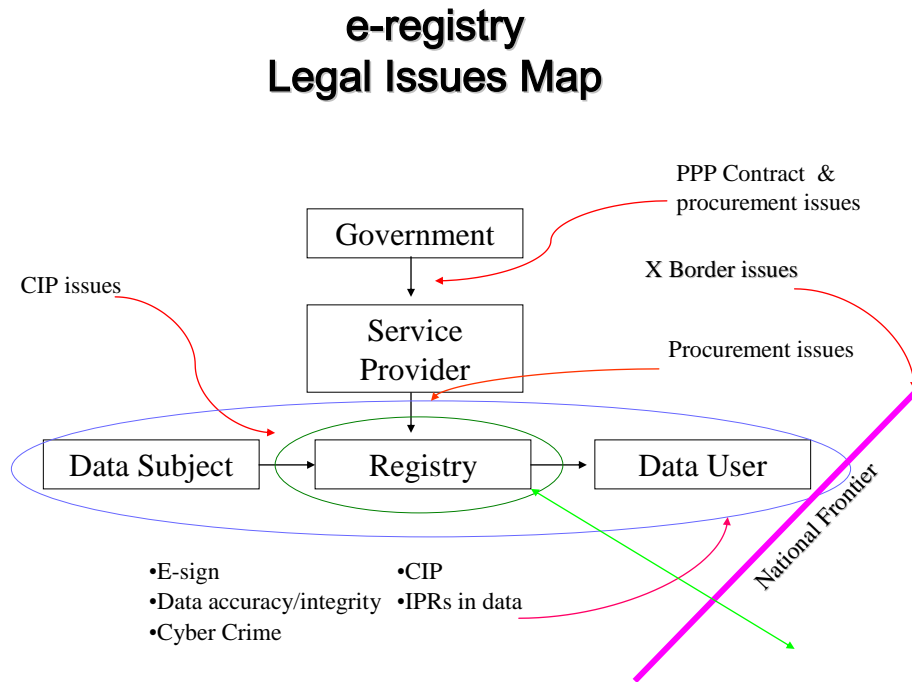 e-registry
Legal Issues Map
PPP Contract &
procurement issues
Government
X Border issues
CIP issues
Service
Provider
Procurement issues
Data Subject
Registry
Data User
National Frontier
•E-sign
•Data accuracy/integrity
•Cyber Crime
•CIP
•IPRs in data